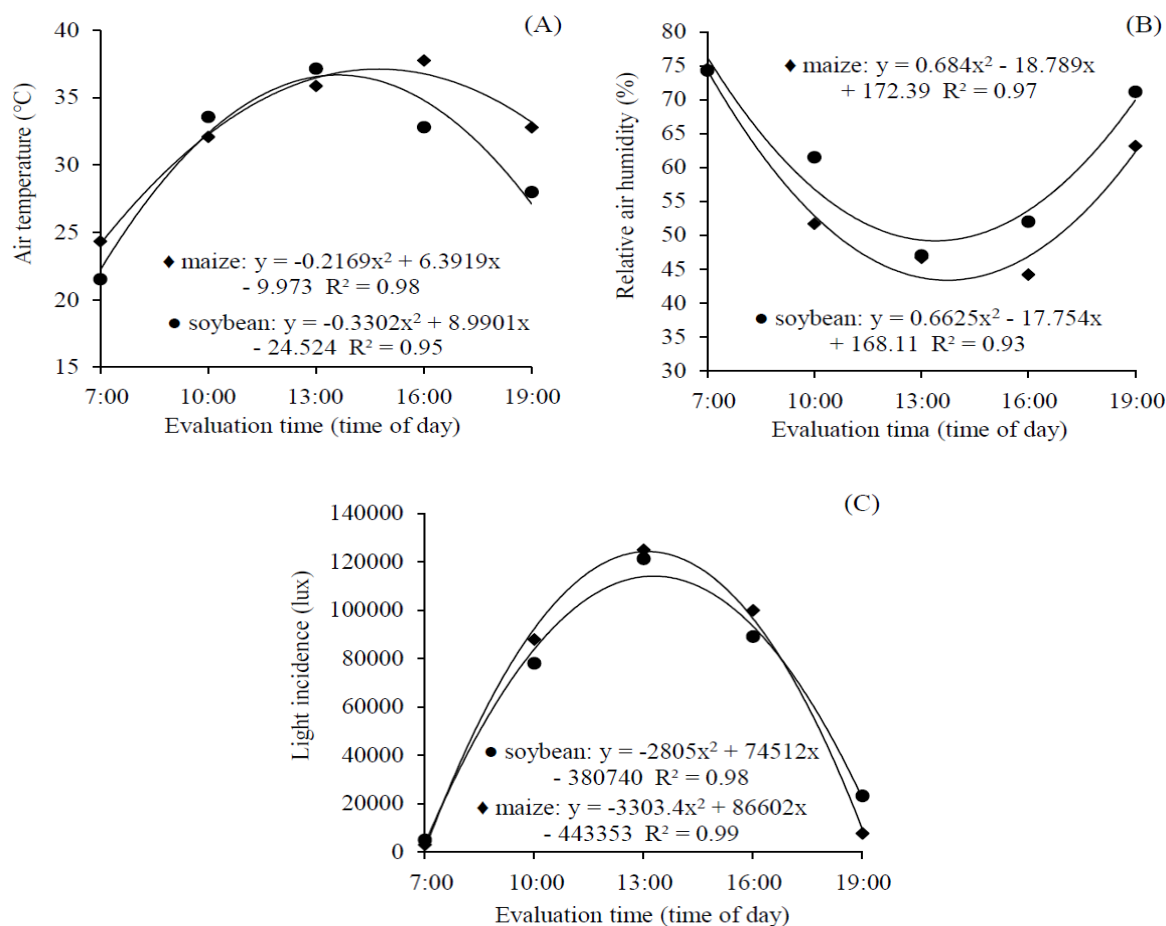 (A)
Air temperature (°C)
40
35
30
25
20
15
♦ maize: y = -0.2169x² + 6.3919x
- 9.973 R² = 0.98
● soybean: y = -0.3302x² + 8.9901x
- 24.524 R² = 0.95
7:00 10:00 13:00 16:00 19:00
Evaluation time (time of day)
(B)
Relative air humidity (%)
80
75
70
65
60
55
50
45
40
35
30
♦ maize: y = 0.684x² - 18.789x
+ 172.39 R² = 0.97
● soybean: y = 0.6625x² - 17.754x
+ 168.11 R² = 0.93
7:00 10:00 13:00 16:00 19:00
Evaluation tima (time of day)
(C)
Light incidence (lux)
140000
120000
100000
80000
60000
40000
20000
0
● soybean: y = -2805x² + 74512x
- 380740 R² = 0.98
♦ maize: y = -3303.4x² + 86602x
- 443353 R² = 0.99
7:00 10:00 13:00 16:00 19:00
Evaluation time (time of day)